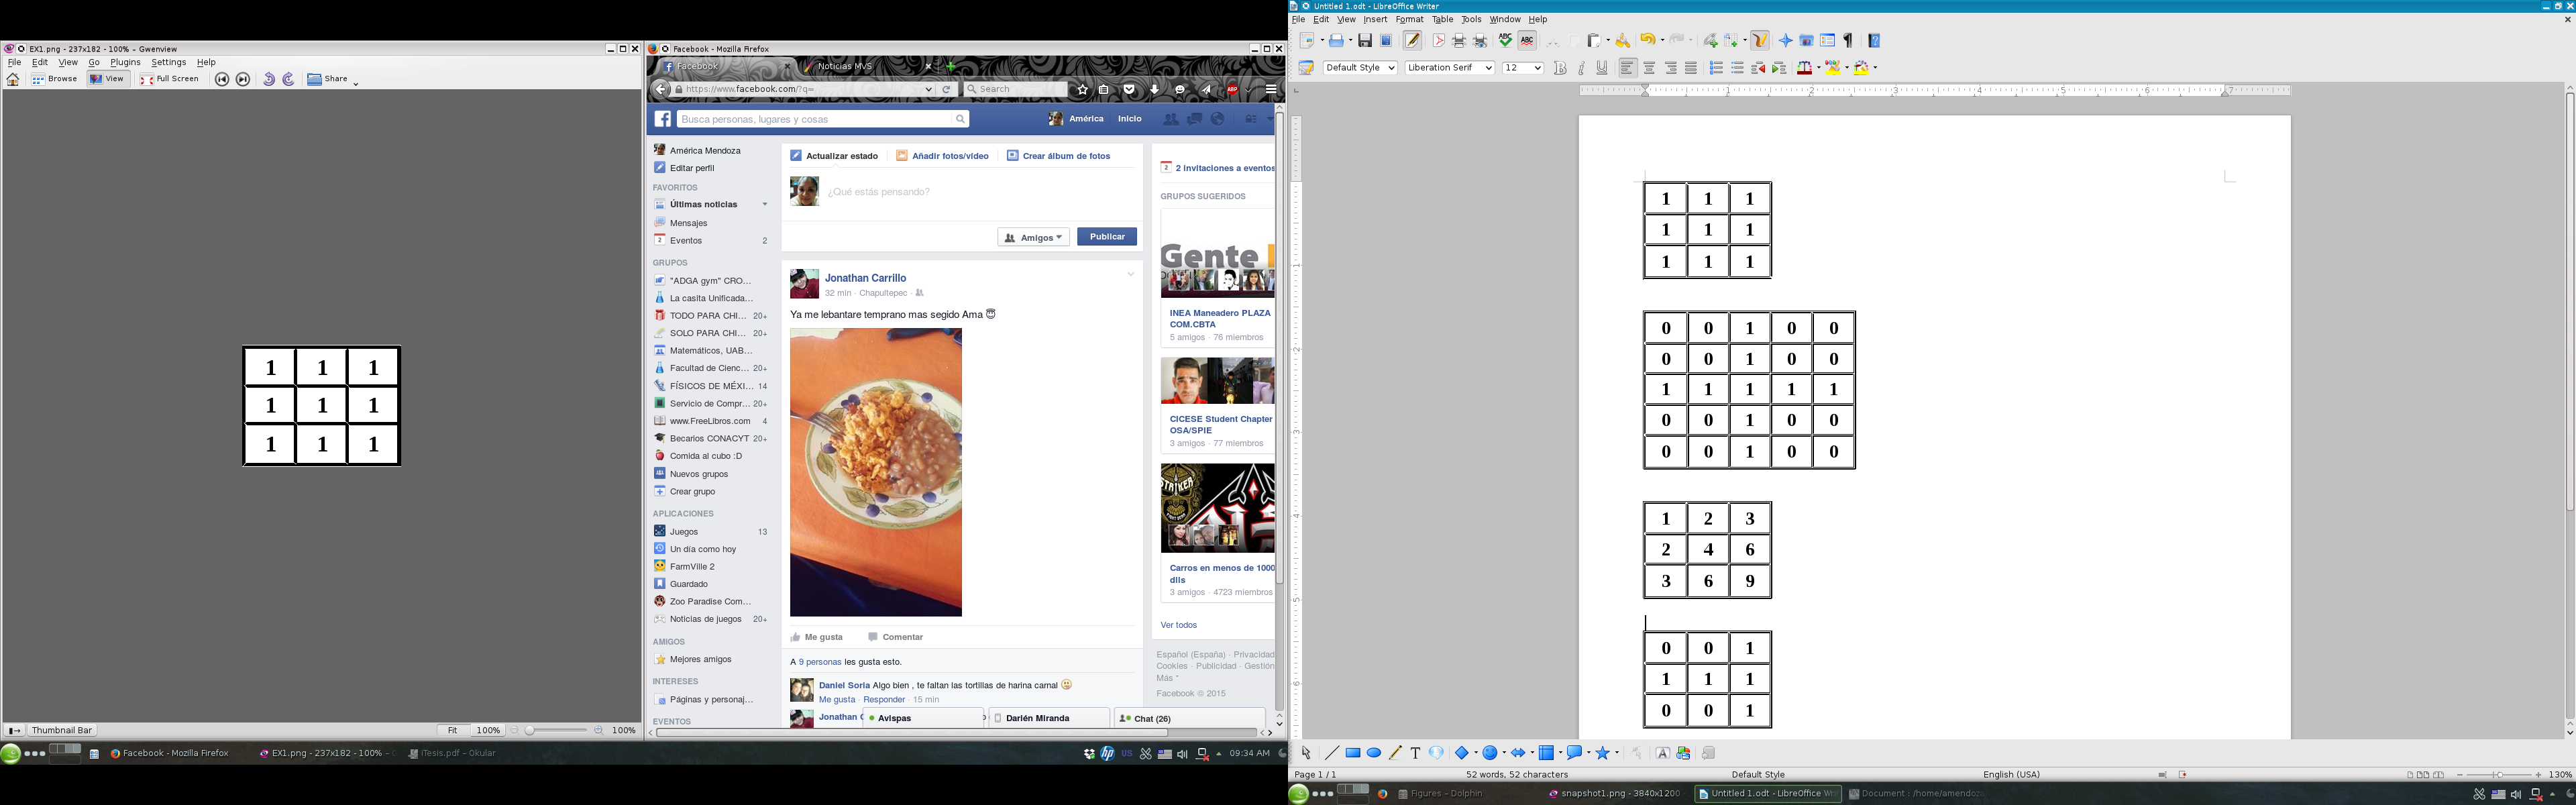 EX1.png - 237x182 - 100% – Gwenview
File Edit View Go Plugins Settings Help
Browse View Full Screen Share
1 1 1
1 1 1
1 1 1
Thumbnail Bar
Fit 100% 100%
Facebook - Mozilla Firefox
Facebook
Noticias MVS
https://www.facebook.com/?q=
Search
Busca personas, lugares y cosas
América Inicio
América Mendoza
Editar perfil
FAVORITOS
Últimas noticias
Mensajes
Eventos 2
GRUPOS
"ADGA gym" CRO...
La casita Unificada...
TODO PARA CHI... 20+
SOLO PARA CHI... 20+
Matemáticos, UAB...
Facultad de Cienc... 20+
FÍSICOS DE MÉXI... 14
Servicio de Compr... 20+
www.FreeLibros.com 4
Becarios CONACYT 20+
Comida al cubo :D
Nuevos grupos
Crear grupo
APLICACIONES
Juegos 13
Un día como hoy
FarmVille 2
Guardado
Zoo Paradise Com...
Noticias de juegos 20+
AMIGOS
Mejores amigos
INTERESES
Páginas y personaj...
EVENTOS
Actualizar estado Añadir fotos/vídeo Crear álbum de fotos
¿Qué estás pensando?
Amigos Publicar
Jonathan Carrillo
32 min · Chapultepec ·
Ya me lebantare temprano mas segido Ama 😇
Me gusta Comentar
A 9 personas les gusta esto.
Daniel Soria Algo bien , te faltan las tortillas de harina carnal
Me gusta · Responder · 15 min
Jonathan
Avispas
Darién Miranda
Chat (26)
2 invitaciones a eventos
GRUPOS SUGERIDOS
Gente
INEA Maneadero PLAZA
COM.CBTA
5 amigos · 76 miembros
CICESE Student Chapter
OSA/SPIE
3 amigos · 77 miembros
STRIKER
Carros en menos de 1000
dlls
3 amigos · 4723 miembros
Ver todos
Español (España) · Privacidad
Cookies · Publicidad · Gestión
Más
Facebook © 2015
Facebook - Mozilla Firefox
EX1.png - 237x182 - 100% -
iTesis.pdf – Okular
US
09:34 AM
Untitled 1.odt - LibreOffice Writer
File Edit View Insert Format Table Tools Window Help
Default Style Liberation Serif 12
1 2 3 4 5 6 7
1 1 1
1 1 1
1 1 1
0 0 1 0 0
0 0 1 0 0
1 1 1 1 1
0 0 1 0 0
0 0 1 0 0
1 2 3
2 4 6
3 6 9
0 0 1
1 1 1
0 0 1
Page 1 / 1 52 words, 52 characters Default Style English (USA) 130%
Figures – Dolphin
snapshot1.png - 3840x1200
Untitled 1.odt - LibreOffice Wri
Document : /home/amendoz